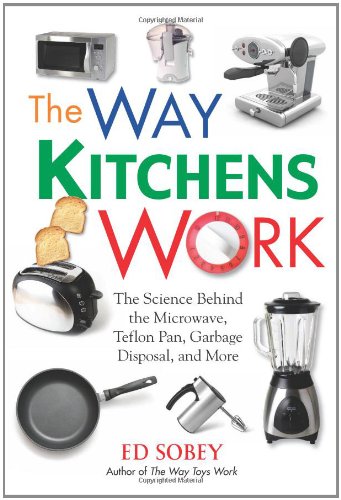 The WAY
KITCHENS
WORK
The Science Behind
the Microwave,
Teflon Pan, Garbage
Disposal, and More
ED SOBEY
Author of The Way Toys Work